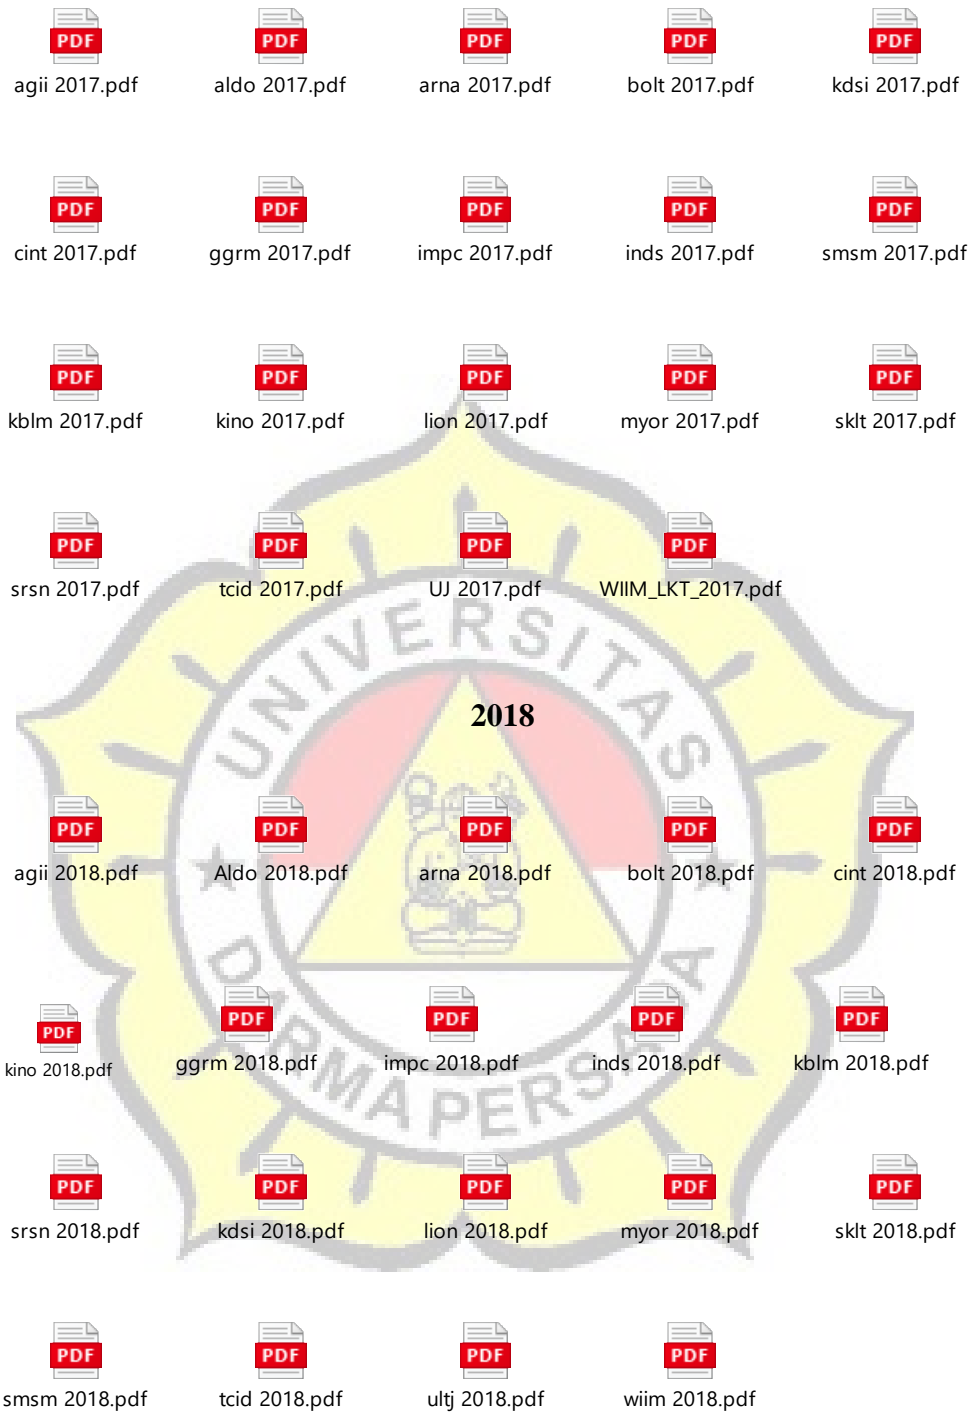 PDF PDF PDF PDF PDF
agii 2017.pdf aldo 2017.pdf arna 2017.pdf bolt 2017.pdf kdsi 2017.pdf
PDF PDF PDF PDF PDF
cint 2017.pdf ggrm 2017.pdf impc 2017.pdf inds 2017.pdf smsm 2017.pdf
PDF PDF PDF PDF PDF
kblm 2017.pdf kino 2017.pdf lion 2017.pdf myor 2017.pdf sklt 2017.pdf
PDF PDF PDF PDF
srsn 2017.pdf tcid 2017.pdf UJ 2017.pdf WIIM_LKT_2017.pdf
UNIVERSITAS
2018
PDF PDF PDF PDF PDF
agii 2018.pdf Aldo 2018.pdf arna 2018.pdf bolt 2018.pdf cint 2018.pdf
PDF PDF PDF PDF PDF
kino 2018.pdf ggrm 2018.pdf impc 2018.pdf inds 2018.pdf kblm 2018.pdf
DARMA PERSADA
PDF PDF PDF PDF PDF
srsn 2018.pdf kdsi 2018.pdf lion 2018.pdf myor 2018.pdf sklt 2018.pdf
PDF PDF PDF PDF
smsm 2018.pdf tcid 2018.pdf ultj 2018.pdf wiim 2018.pdf